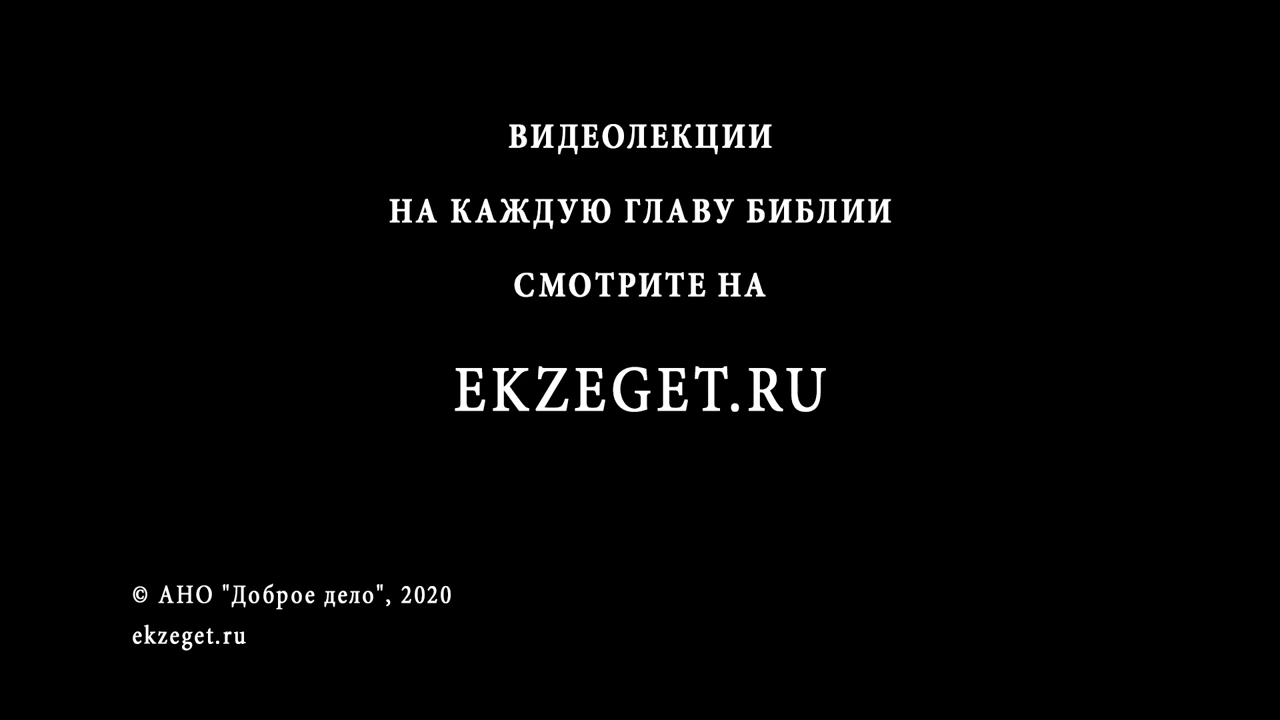 ВИДЕОЛЕКЦИИ
НА КАЖДУЮ ГЛАВУ БИБЛИИ
СМОТРИТЕ НА
EKZEGET.RU
© АНО "Доброе дело", 2020
ekzeget.ru